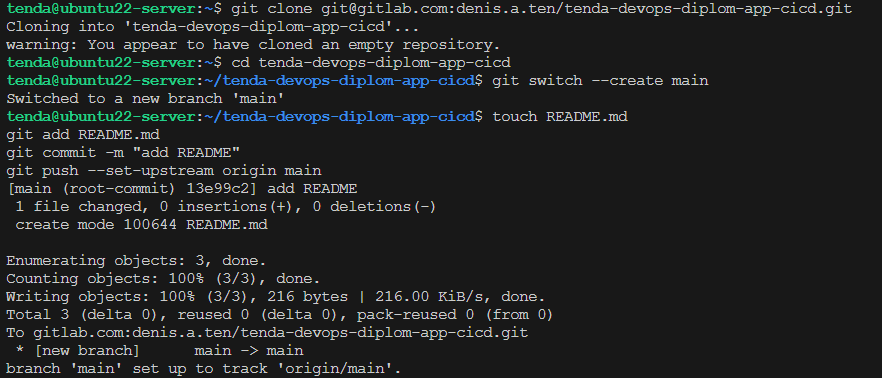 tenda@ubuntu22-server:~$ git clone git@gitlab.com:denis.a.ten/tenda-devops-diplom-app-cicd.git
Cloning into 'tenda-devops-diplom-app-cicd'...
warning: You appear to have cloned an empty repository.
tenda@ubuntu22-server:~$ cd tenda-devops-diplom-app-cicd
tenda@ubuntu22-server:~/tenda-devops-diplom-app-cicd$ git switch --create main
Switched to a new branch 'main'
tenda@ubuntu22-server:~/tenda-devops-diplom-app-cicd$ touch README.md
git add README.md
git commit -m "add README"
git push --set-upstream origin main
[main (root-commit) 13e99c2] add README
 1 file changed, 0 insertions(+), 0 deletions(-)
 create mode 100644 README.md
Enumerating objects: 3, done.
Counting objects: 100% (3/3), done.
Writing objects: 100% (3/3), 216 bytes | 216.00 KiB/s, done.
Total 3 (delta 0), reused 0 (delta 0), pack-reused 0 (from 0)
To gitlab.com:denis.a.ten/tenda-devops-diplom-app-cicd.git
 * [new branch]      main -> main
branch 'main' set up to track 'origin/main'.